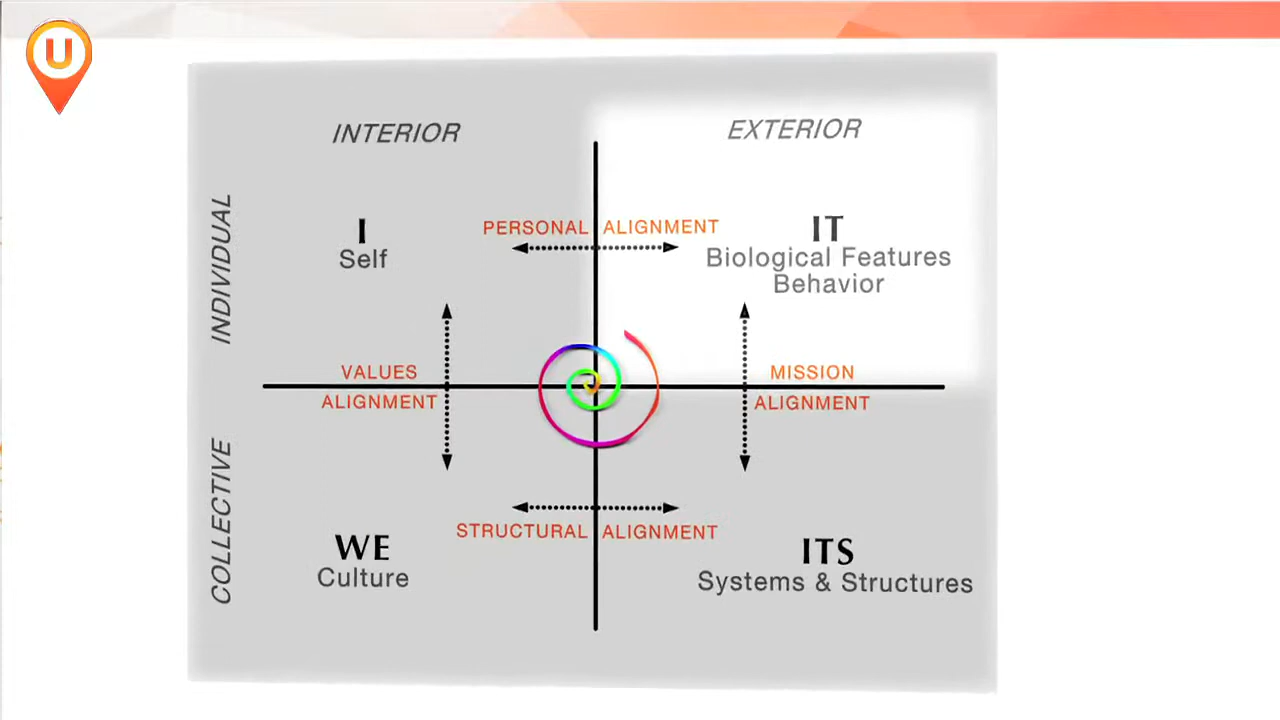 U
INTERIOR
EXTERIOR
INDIVIDUAL
I
Self
PERSONAL ALIGNMENT
IT
Biological Features
Behavior
VALUES
ALIGNMENT
MISSION
ALIGNMENT
COLLECTIVE
WE
Culture
STRUCTURAL ALIGNMENT
ITS
Systems & Structures